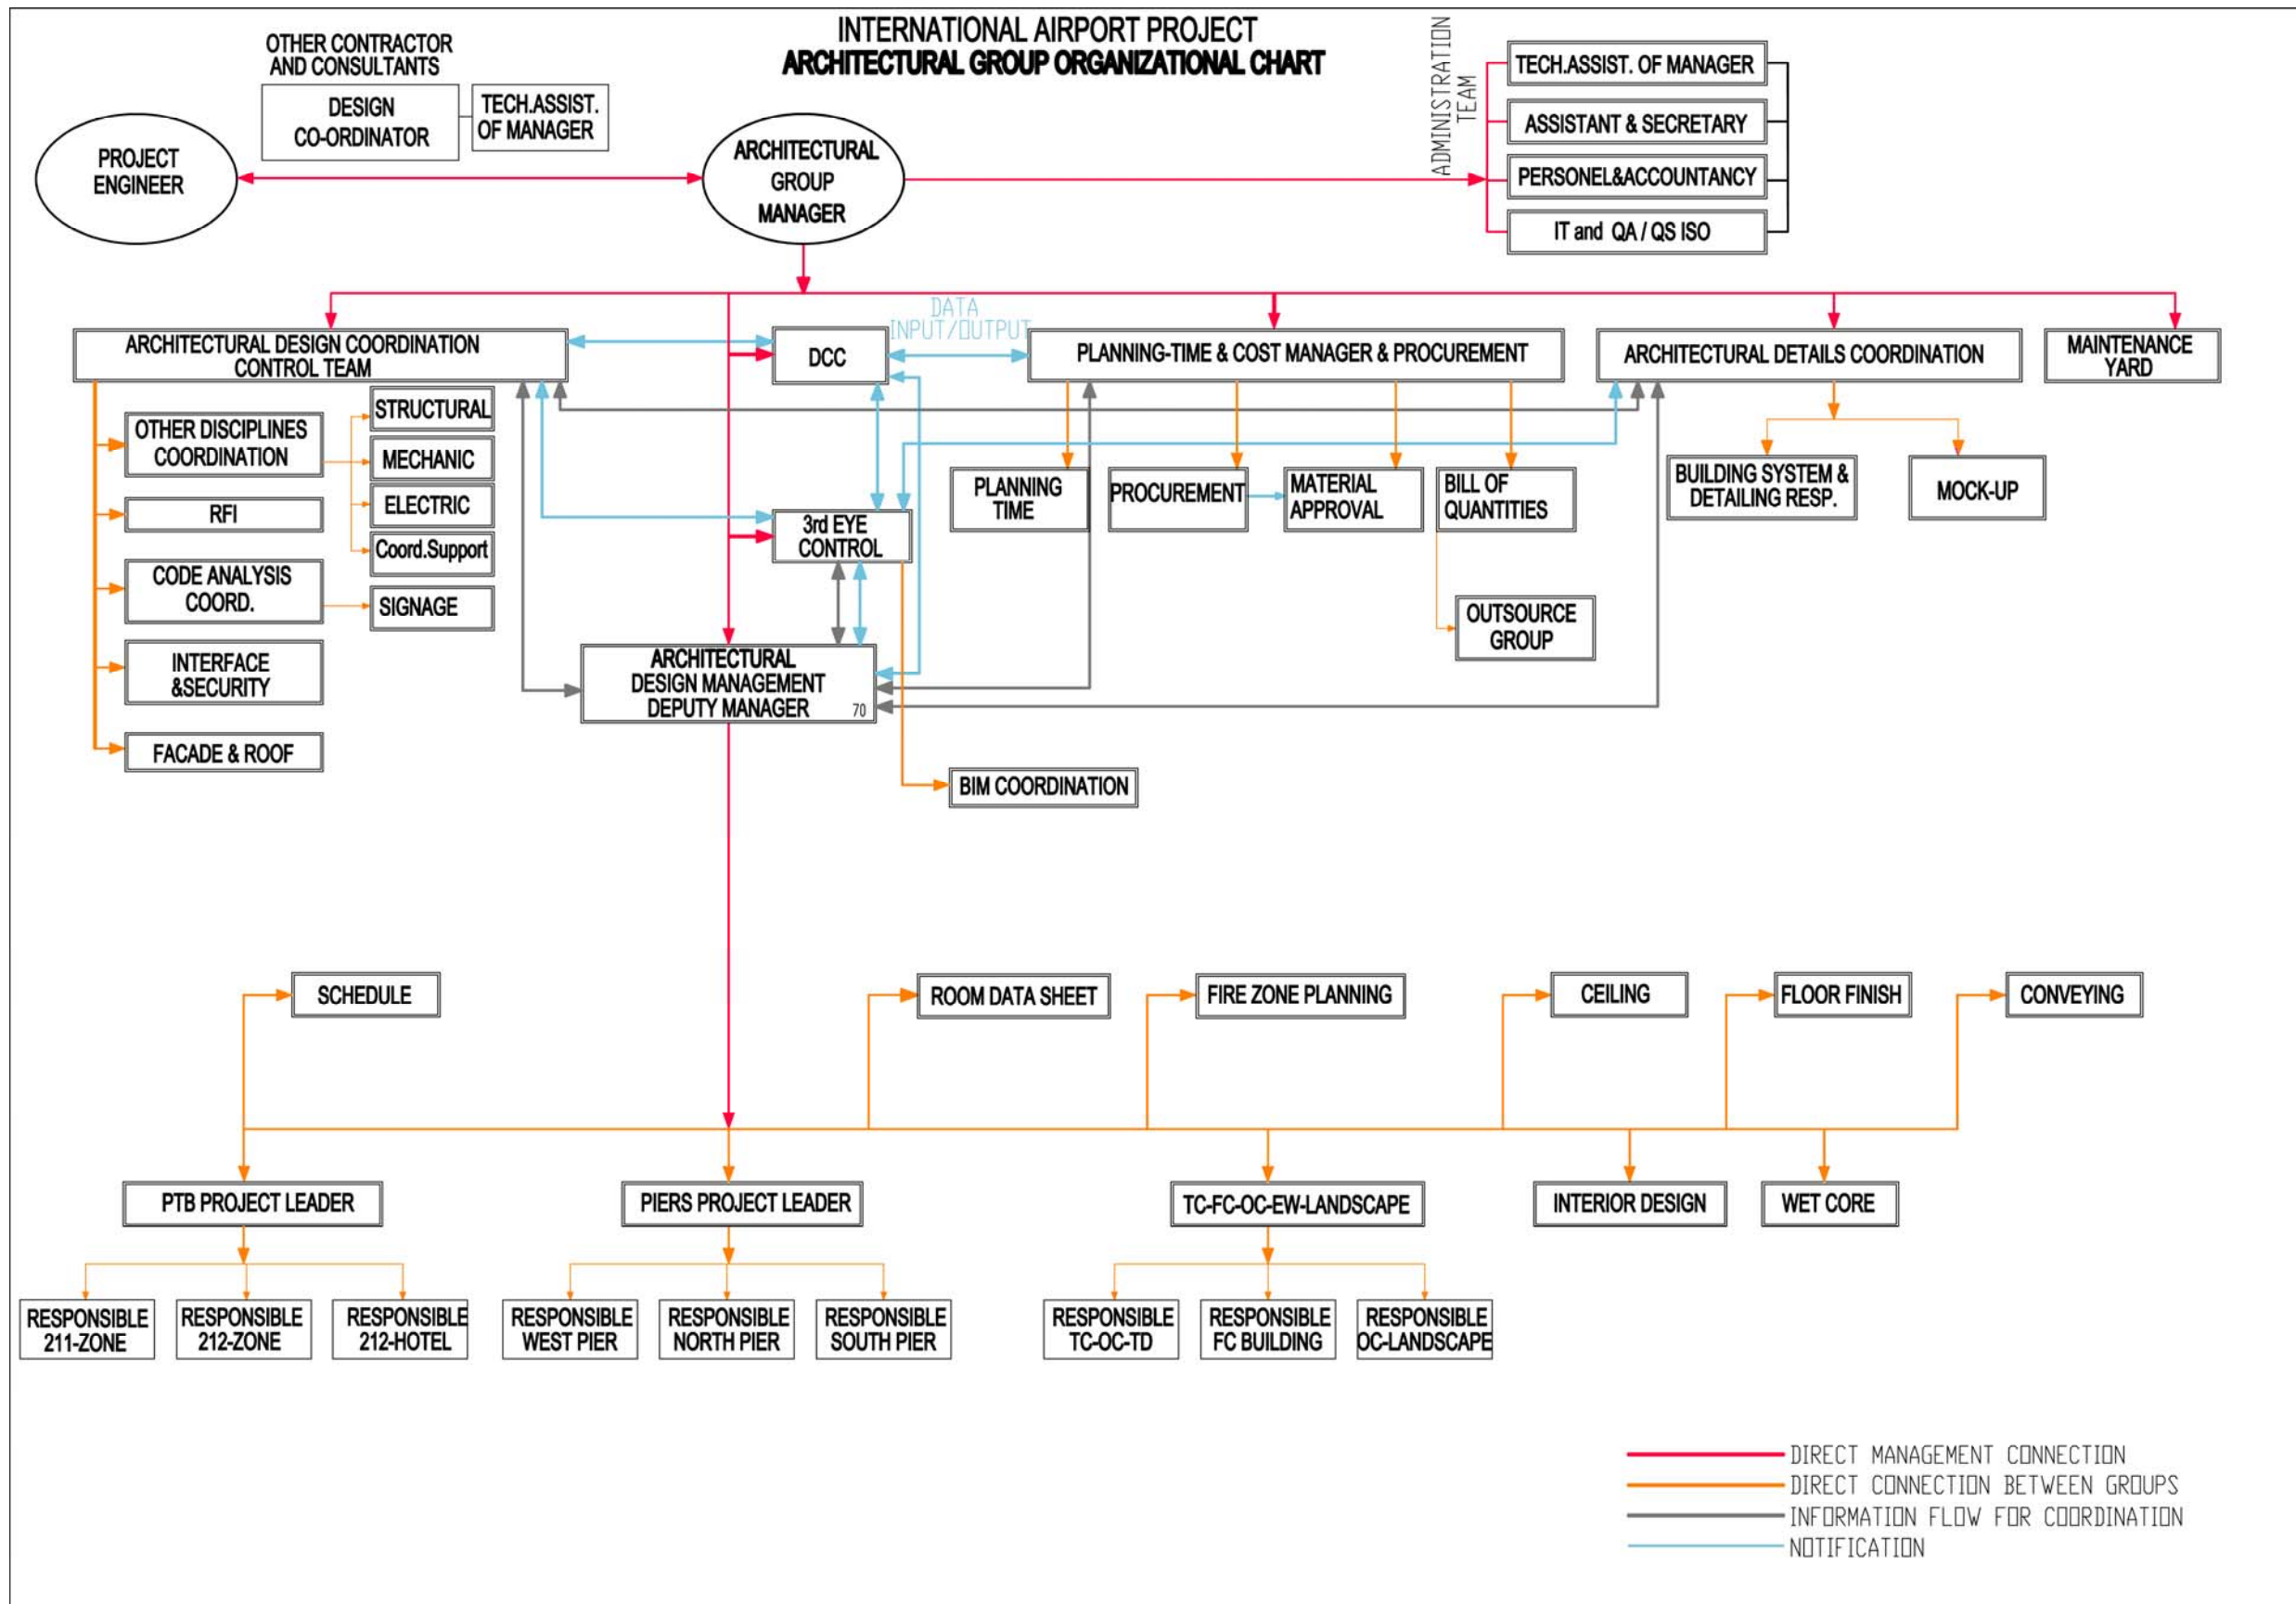 INTERNATIONAL AIRPORT PROJECT
ARCHITECTURAL GROUP ORGANIZATIONAL CHART
OTHER CONTRACTOR
AND CONSULTANTS
DESIGN
CO-ORDINATOR
TECH.ASSIST.
OF MANAGER
PROJECT
ENGINEER
ARCHITECTURAL
GROUP
MANAGER
ADMINISTRATION
TEAM
TECH.ASSIST. OF MANAGER
ASSISTANT & SECRETARY
PERSONEL&ACCOUNTANCY
IT and QA / QS ISO
DATA
INPUT/OUTPUT
ARCHITECTURAL DESIGN COORDINATION
CONTROL TEAM
DCC
PLANNING-TIME & COST MANAGER & PROCUREMENT
ARCHITECTURAL DETAILS COORDINATION
MAINTENANCE
YARD
OTHER DISCIPLINES
COORDINATION
STRUCTURAL
MECHANIC
ELECTRIC
Coord.Support
RFI
CODE ANALYSIS
COORD.
SIGNAGE
INTERFACE
&SECURITY
FACADE & ROOF
3rd EYE
CONTROL
PLANNING
TIME
PROCUREMENT
MATERIAL
APPROVAL
BILL OF
QUANTITIES
OUTSOURCE
GROUP
BUILDING SYSTEM &
DETAILING RESP.
MOCK-UP
ARCHITECTURAL
DESIGN MANAGEMENT
DEPUTY MANAGER
70
BIM COORDINATION
SCHEDULE
ROOM DATA SHEET
FIRE ZONE PLANNING
CEILING
FLOOR FINISH
CONVEYING
PTB PROJECT LEADER
PIERS PROJECT LEADER
TC-FC-OC-EW-LANDSCAPE
INTERIOR DESIGN
WET CORE
RESPONSIBLE
211-ZONE
RESPONSIBLE
212-ZONE
RESPONSIBLE
212-HOTEL
RESPONSIBLE
WEST PIER
RESPONSIBLE
NORTH PIER
RESPONSIBLE
SOUTH PIER
RESPONSIBLE
TC-OC-TD
RESPONSIBLE
FC BUILDING
RESPONSIBLE
OC-LANDSCAPE
DIRECT MANAGEMENT CONNECTION
DIRECT CONNECTION BETWEEN GROUPS
INFORMATION FLOW FOR COORDINATION
NOTIFICATION